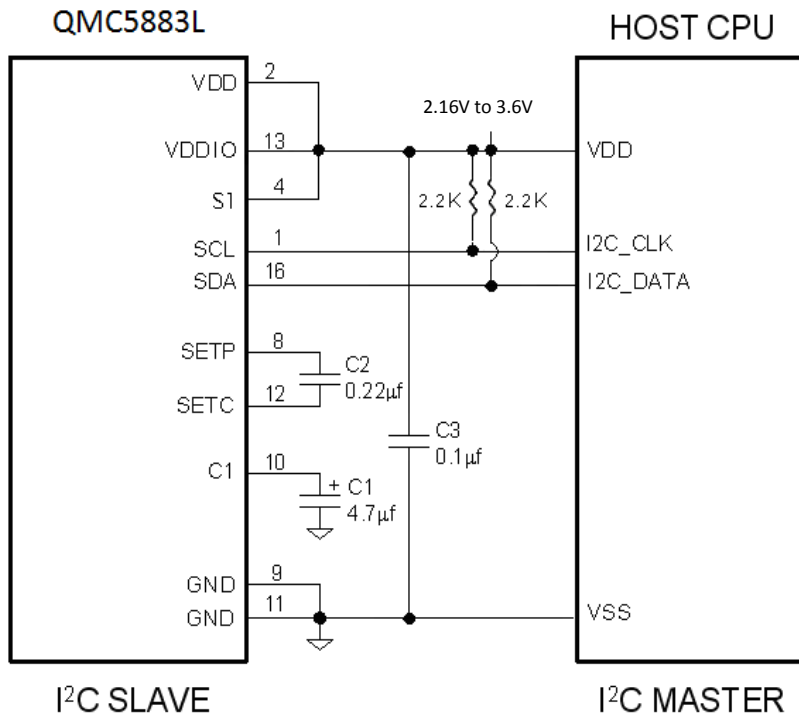 QMC5883L
HOST CPU
VDD
2
2.16V to 3.6V
VDDIO
13
VDD
S1
4
2.2K
2.2K
SCL
1
I2C_CLK
SDA
16
I2C_DATA
SETP
8
C2
0.22µf
SETC
12
C3
0.1µf
C1
10
+ C1
4.7µf
GND
9
GND
11
VSS
I²C SLAVE
I²C MASTER